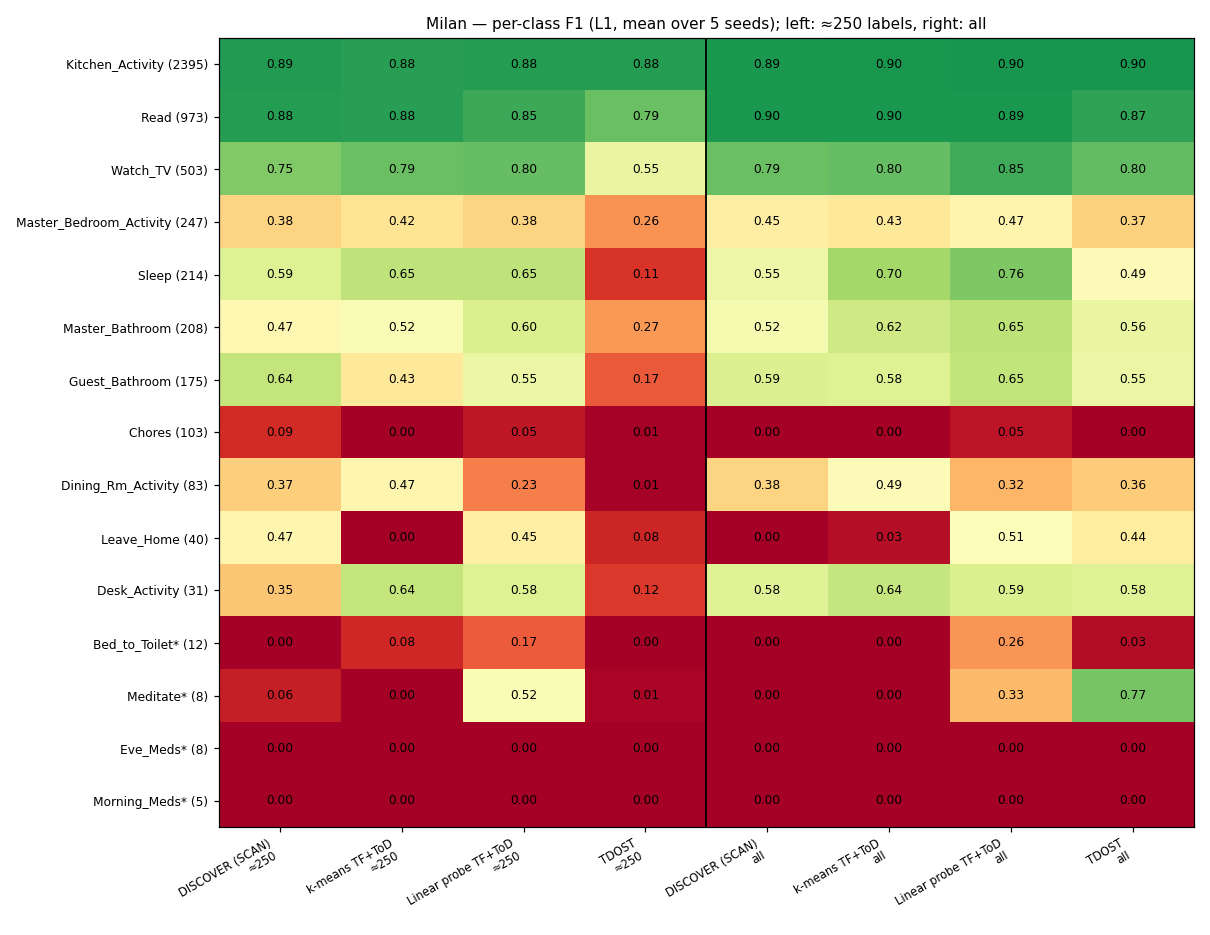 Milan — per-class F1 (L1, mean over 5 seeds); left: ≈250 labels, right: all
Kitchen_Activity (2395) 0.89 0.88 0.88 0.88 0.89 0.90 0.90 0.90
Read (973) 0.88 0.88 0.85 0.79 0.90 0.90 0.89 0.87
Watch_TV (503) 0.75 0.79 0.80 0.55 0.79 0.80 0.85 0.80
Master_Bedroom_Activity (247) 0.38 0.42 0.38 0.26 0.45 0.43 0.47 0.37
Sleep (214) 0.59 0.65 0.65 0.11 0.55 0.70 0.76 0.49
Master_Bathroom (208) 0.47 0.52 0.60 0.27 0.52 0.62 0.65 0.56
Guest_Bathroom (175) 0.64 0.43 0.55 0.17 0.59 0.58 0.65 0.55
Chores (103) 0.09 0.00 0.05 0.01 0.00 0.00 0.05 0.00
Dining_Rm_Activity (83) 0.37 0.47 0.23 0.01 0.38 0.49 0.32 0.36
Leave_Home (40) 0.47 0.00 0.45 0.08 0.00 0.03 0.51 0.44
Desk_Activity (31) 0.35 0.64 0.58 0.12 0.58 0.64 0.59 0.58
Bed_to_Toilet* (12) 0.00 0.08 0.17 0.00 0.00 0.00 0.26 0.03
Meditate* (8) 0.06 0.00 0.52 0.01 0.00 0.00 0.33 0.77
Eve_Meds* (8) 0.00 0.00 0.00 0.00 0.00 0.00 0.00 0.00
Morning_Meds* (5) 0.00 0.00 0.00 0.00 0.00 0.00 0.00 0.00
DISCOVER (SCAN)
≈250
k-means TF+ToD
≈250
Linear probe TF+ToD
≈250
TDOST
≈250
DISCOVER (SCAN)
all
k-means TF+ToD
all
Linear probe TF+ToD
all
TDOST
all